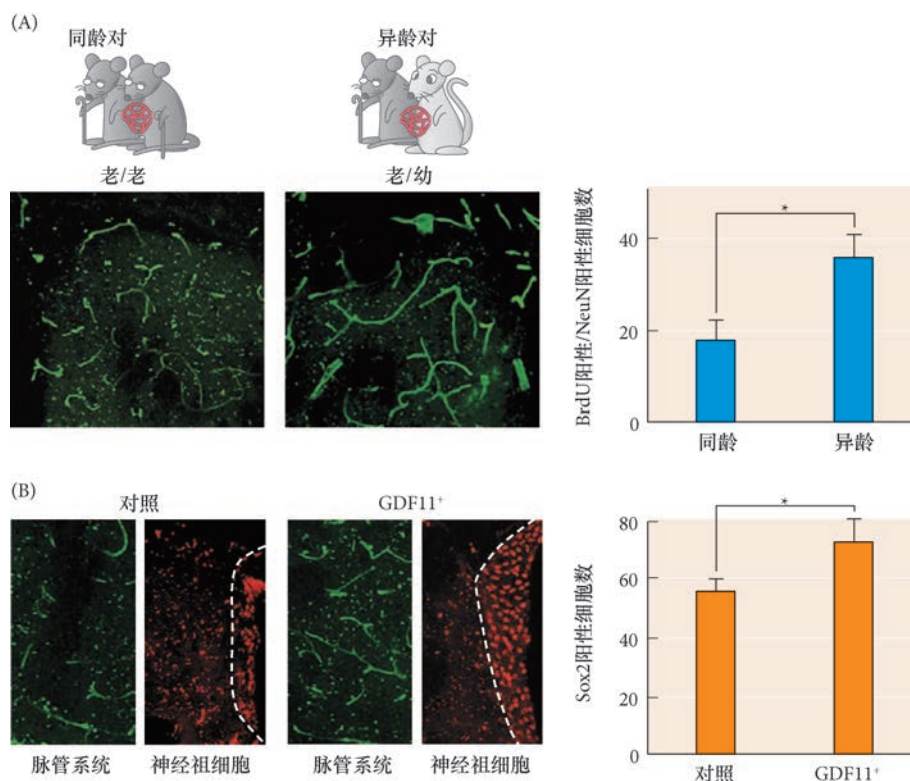 (A)
同龄对
异龄对
老/老
老/幼
BrdU阳性/NeuN阳性细胞数
40
20
0
*
同龄
异龄
(B)
对照
GDF11⁺
脉管系统
神经祖细胞
脉管系统
神经祖细胞
Sox2阳性细胞数
80
60
40
20
0
*
对照
GDF11⁺